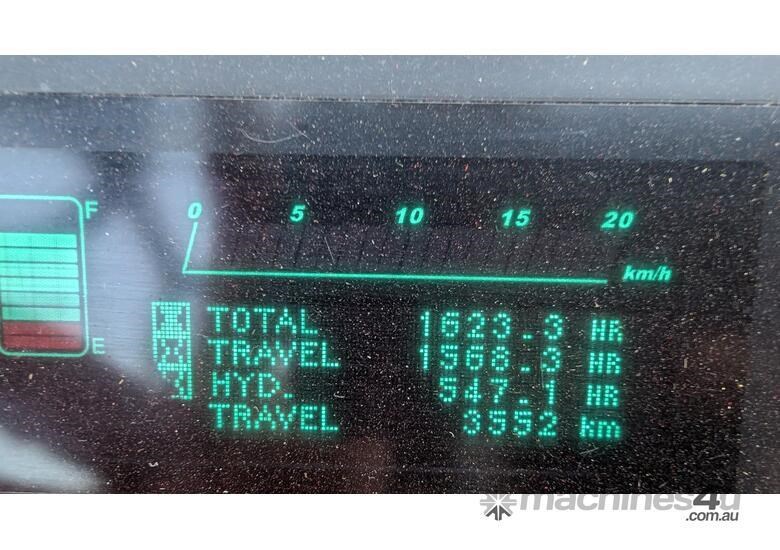 F
0 5 10 15 20
km/h
E
TOTAL 1623.3 HR
TRAVEL 1568.3 HR
HYD. 547.1 HR
TRAVEL 3552 km
machines4u
.com.au